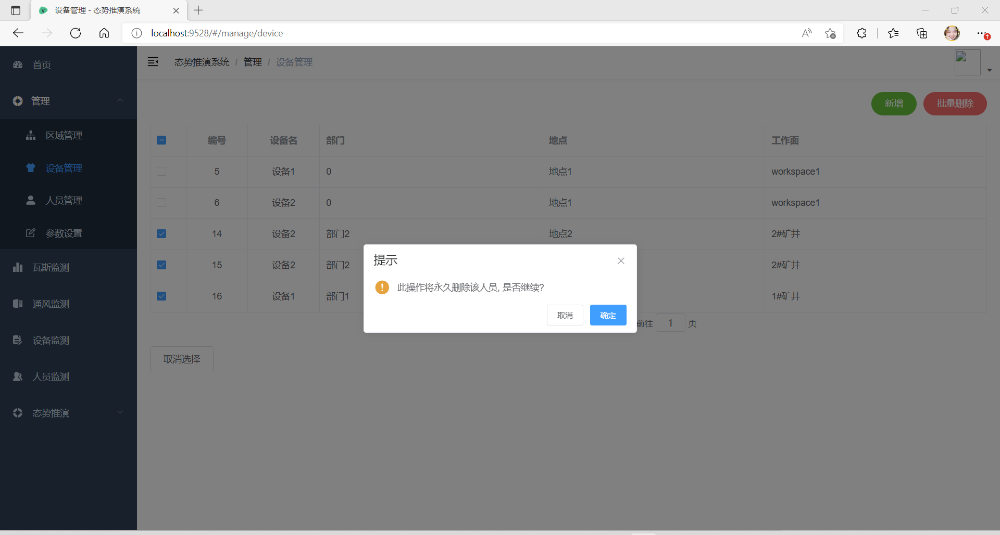 设备管理 - 态势推演系统
localhost:9528/#/manage/device
首页
管理
区域管理
设备管理
人员管理
参数设置
瓦斯监测
通风监测
设备监测
人员监测
态势推演
态势推演系统 / 管理 / 设备管理
新增 批量删除
编号 设备名 部门 地点 工作面
5 设备1 0 地点1 workspace1
6 设备2 0 地点1 workspace1
14 设备2 部门2 地点2 2#矿井
15 设备2 部门2 2#矿井
16 设备1 部门1 1#矿井
提示
此操作将永久删除该人员, 是否继续?
取消 确定
前往 1 页
取消选择